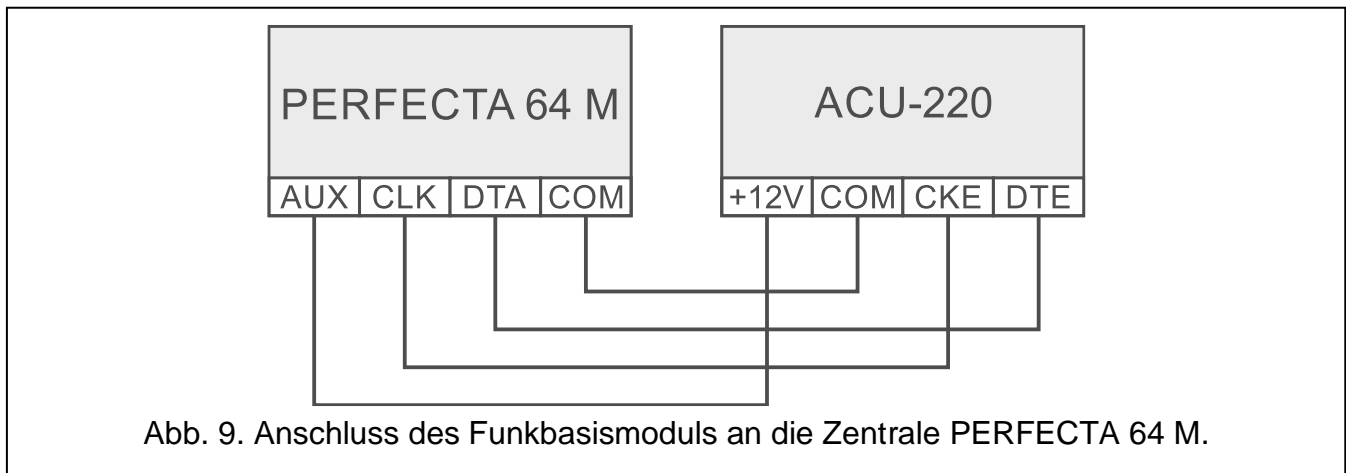 PERFECTA 64 M
ACU-220
AUX CLK DTA COM
+12V COM CKE DTE
Abb. 9. Anschluss des Funkbasismoduls an die Zentrale PERFECTA 64 M.